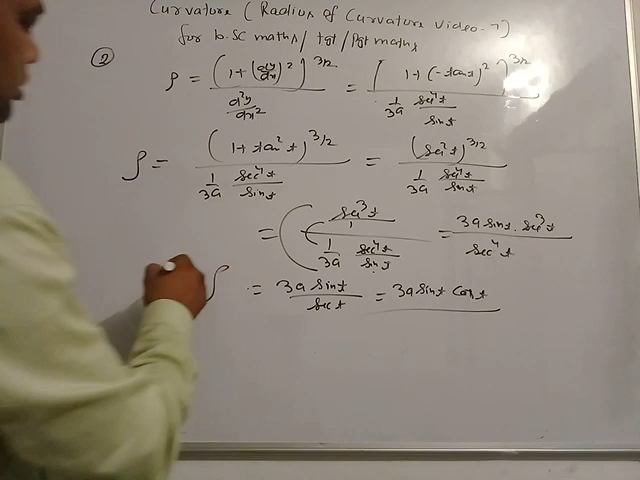 Curvature (Radius of Curvature Video-7)
for b.sc maths / tgt / Pgt maths
② ρ = (1+(dy/dx)²)^3/2 / d²y/dx² = [1+(-tan t)²]^3/2 / 1/3a sec⁴t/sin t
ρ = (1+tan²t)^3/2 / 1/3a sec⁴t/sin t = (sec²t)^3/2 / 1/3a sec⁴t/sin t
= (sec³t/1 / 1/3a sec⁴t/sin t = 3a sin t . sec³t / sec⁴t
ρ = 3a sin t / sec t = 3a sin t cos t